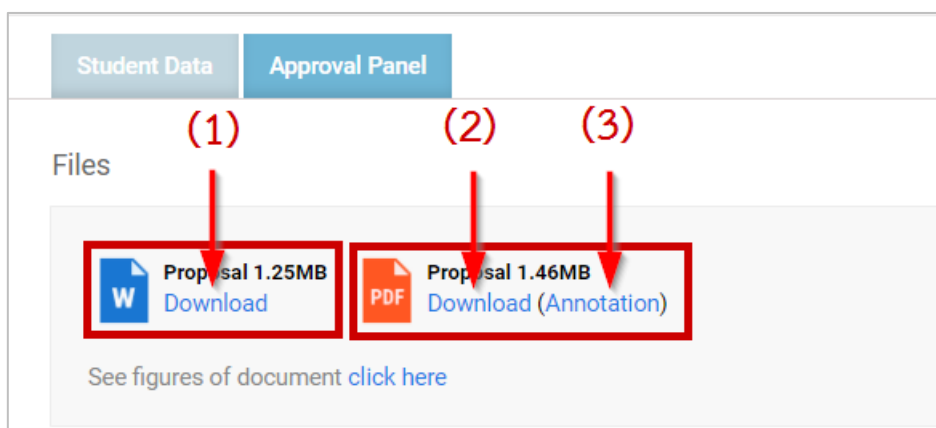 Student Data Approval Panel
(1) (2) (3)
Files
W Proposal 1.25MB
Download
PDF Proposal 1.46MB
Download (Annotation)
See figures of document click here